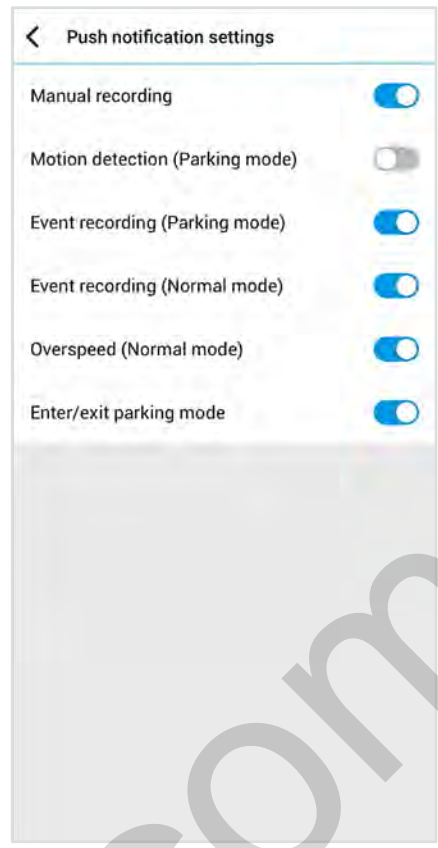 Push notification settings
Manual recording
Motion detection (Parking mode)
Event recording (Parking mode)
Event recording (Normal mode)
Overspeed (Normal mode)
Enter/exit parking mode
com